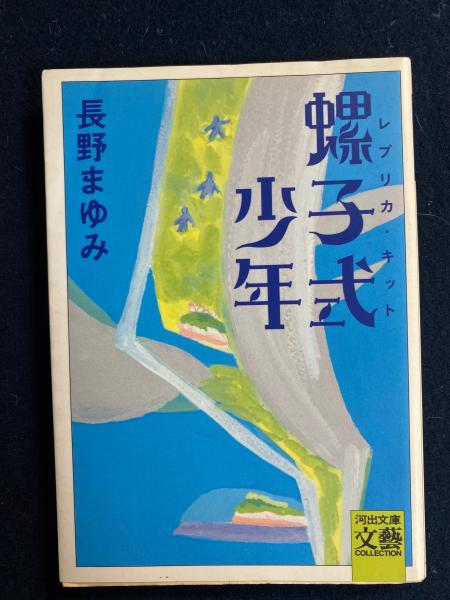 螺子式
少年
レプリカ・キット
長野まゆみ
河出文庫
文藝
COLLECTION